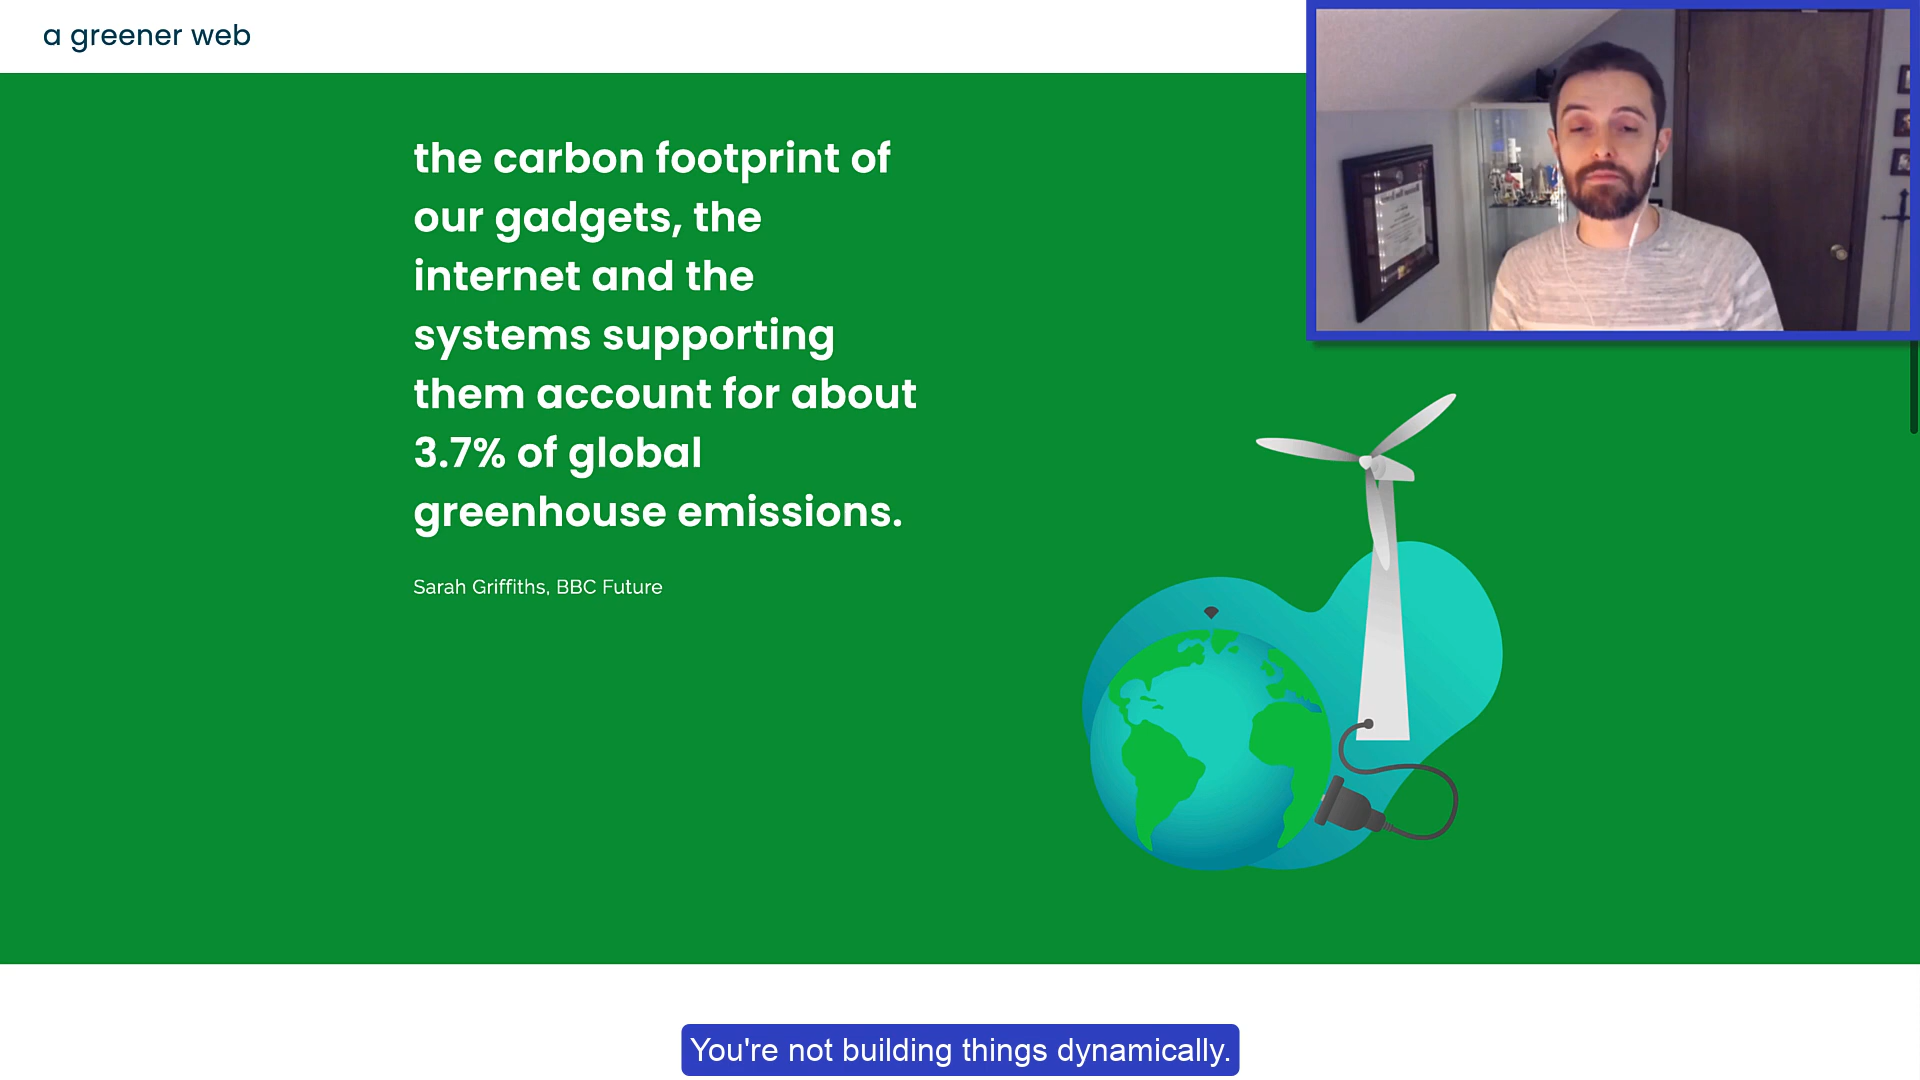 a greener web
the carbon footprint of
our gadgets, the
internet and the
systems supporting
them account for about
3.7% of global
greenhouse emissions.
Sarah Griffiths, BBC Future
You're not building things dynamically.